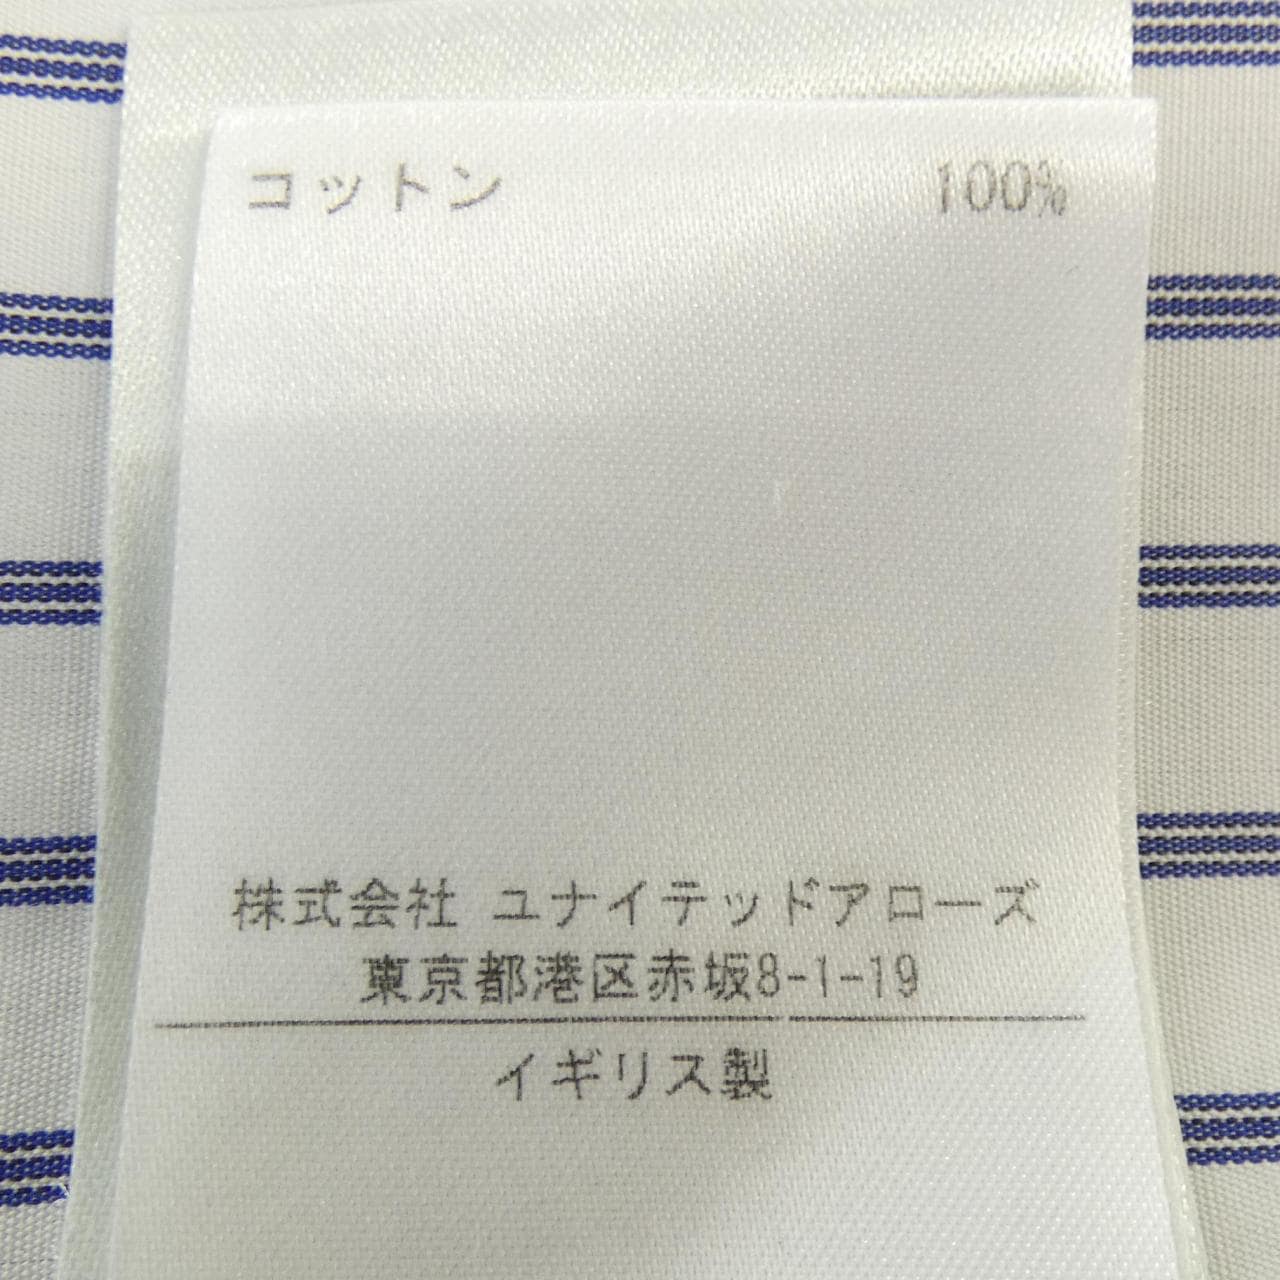 コットン 100%
株式会社 ユナイテッドアローズ
東京都港区赤坂8-1-19
イギリス製